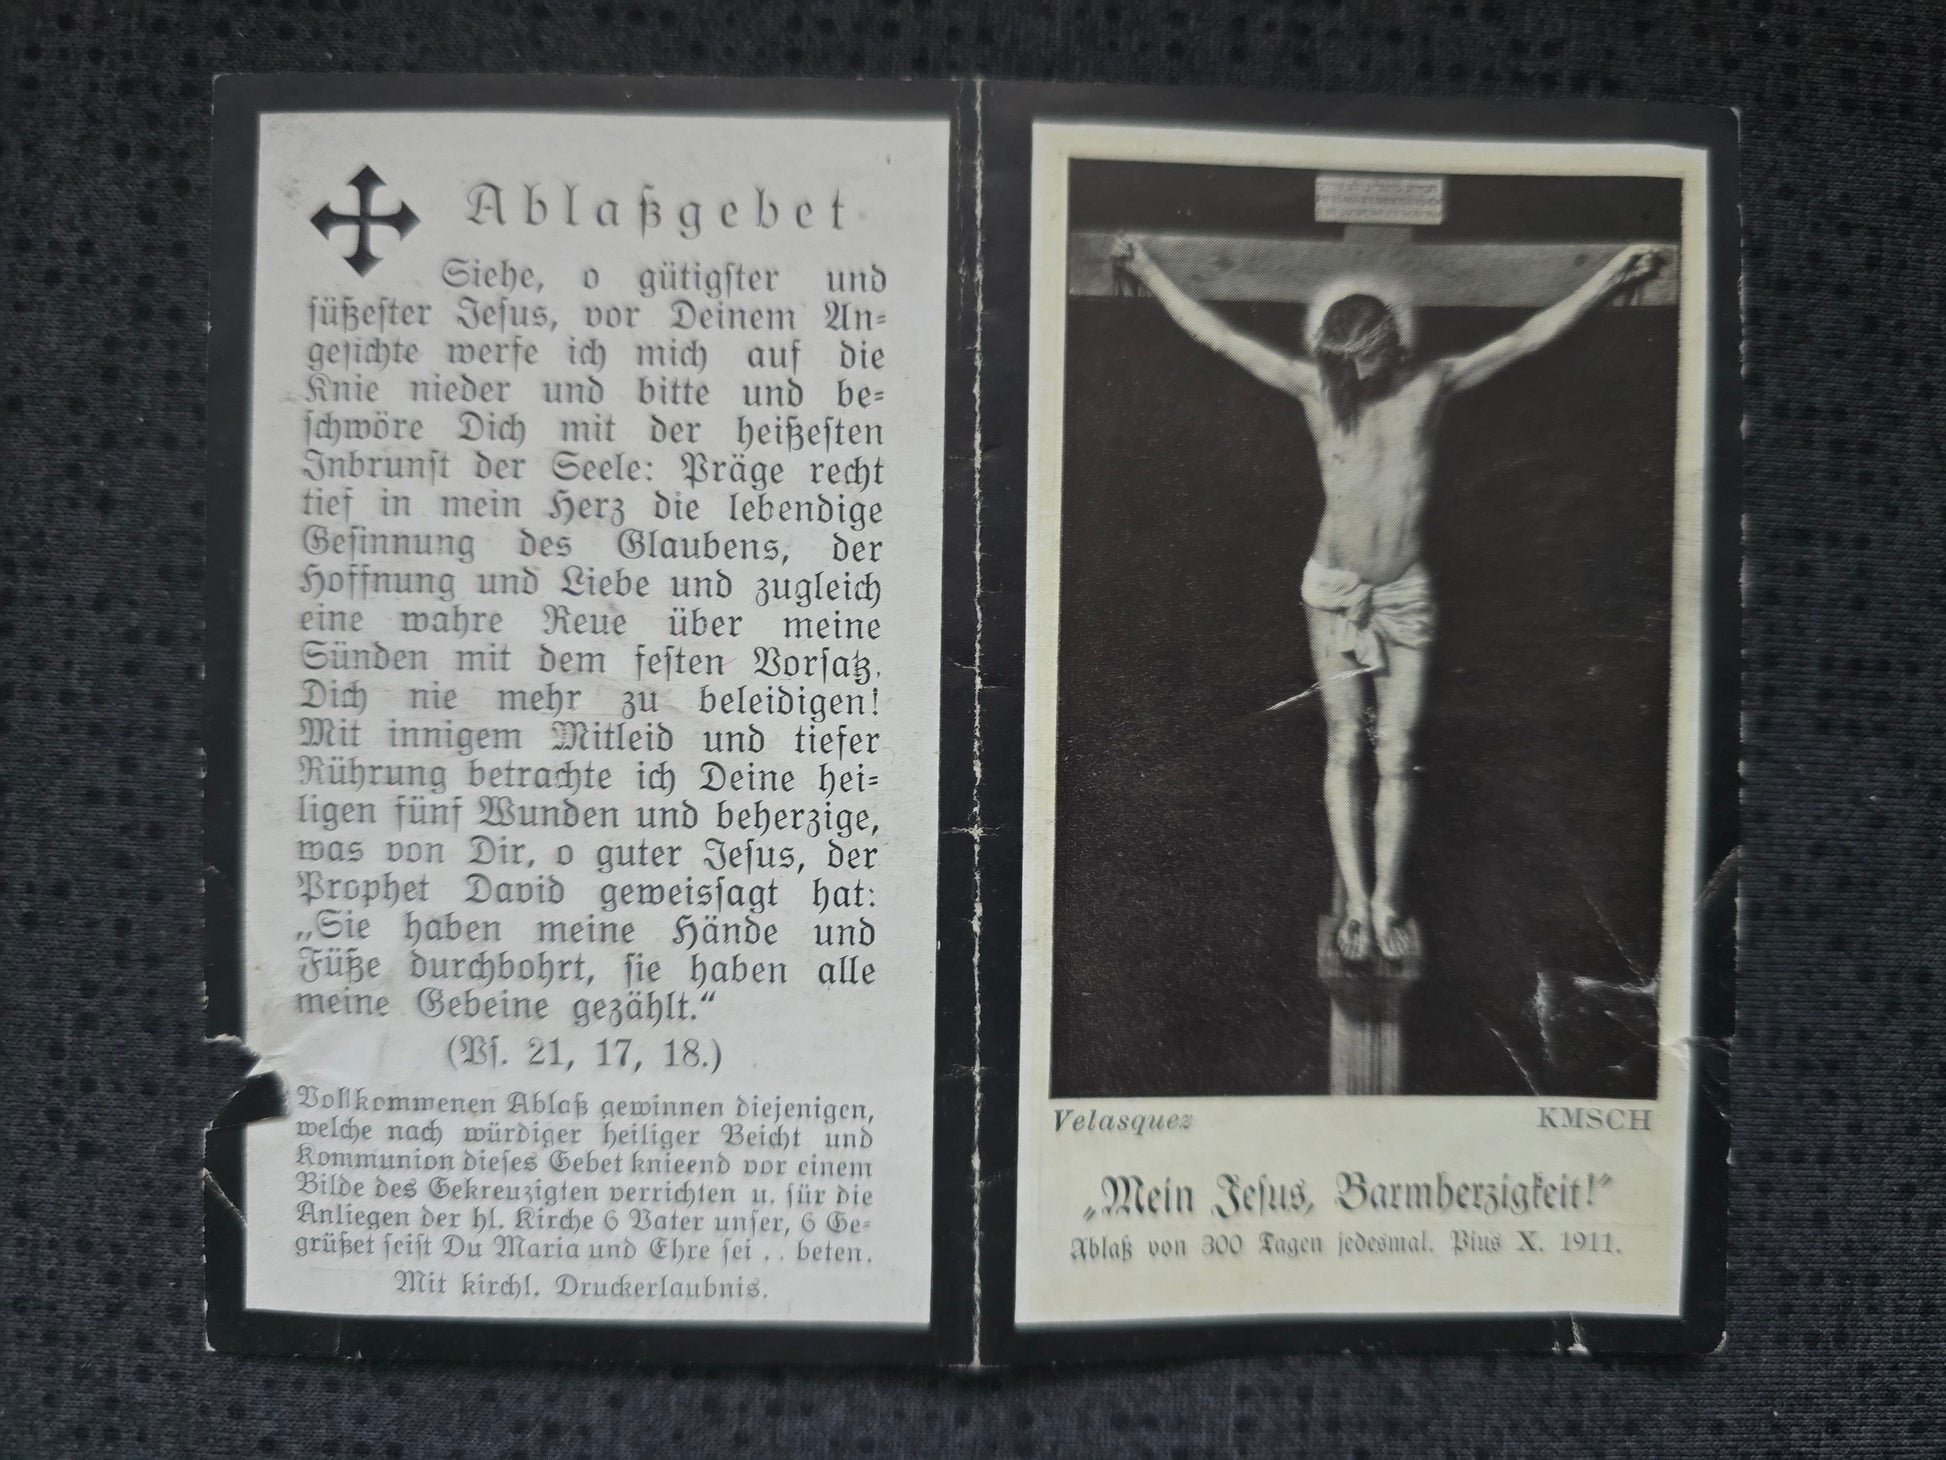 Ablaßgebet
Siehe, o gütigster und
süßester Jesus, vor Deinem An=
gesichte werfe ich mich auf die
Knie nieder und bitte und be=
schwöre Dich mit der heißesten
Inbrunst der Seele: Präge recht
tief in mein Herz die lebendige
Gesinnung des Glaubens, der
Hoffnung und Liebe und zugleich
eine wahre Reue über meine
Sünden mit dem festen Vorsatz,
Dich nie mehr zu beleidigen!
Mit innigem Mitleid und tiefer
Rührung betrachte ich Deine hei=
ligen fünf Wunden und beherzige,
was von Dir, o guter Jesus, der
Prophet David geweissagt hat:
„Sie haben meine Hände und
Füße durchbohrt, sie haben alle
meine Gebeine gezählt.“
(Ps. 21, 17, 18.)
Vollkommenen Ablaß gewinnen diejenigen,
welche nach würdiger heiliger Beicht und
Kommunion dieses Gebet knieend vor einem
Bilde des Gekreuzigten verrichten u. für die
Anliegen der hl. Kirche 6 Vater unser, 6 Ge=
grüßet seist Du Maria und Ehre sei . . beten.
Mit kirchl. Druckerlaubnis.
Velasquez KMSCH
„Mein Jesus, Barmherzigkeit!“
Ablaß von 300 Tagen jedesmal. Pius X. 1911.